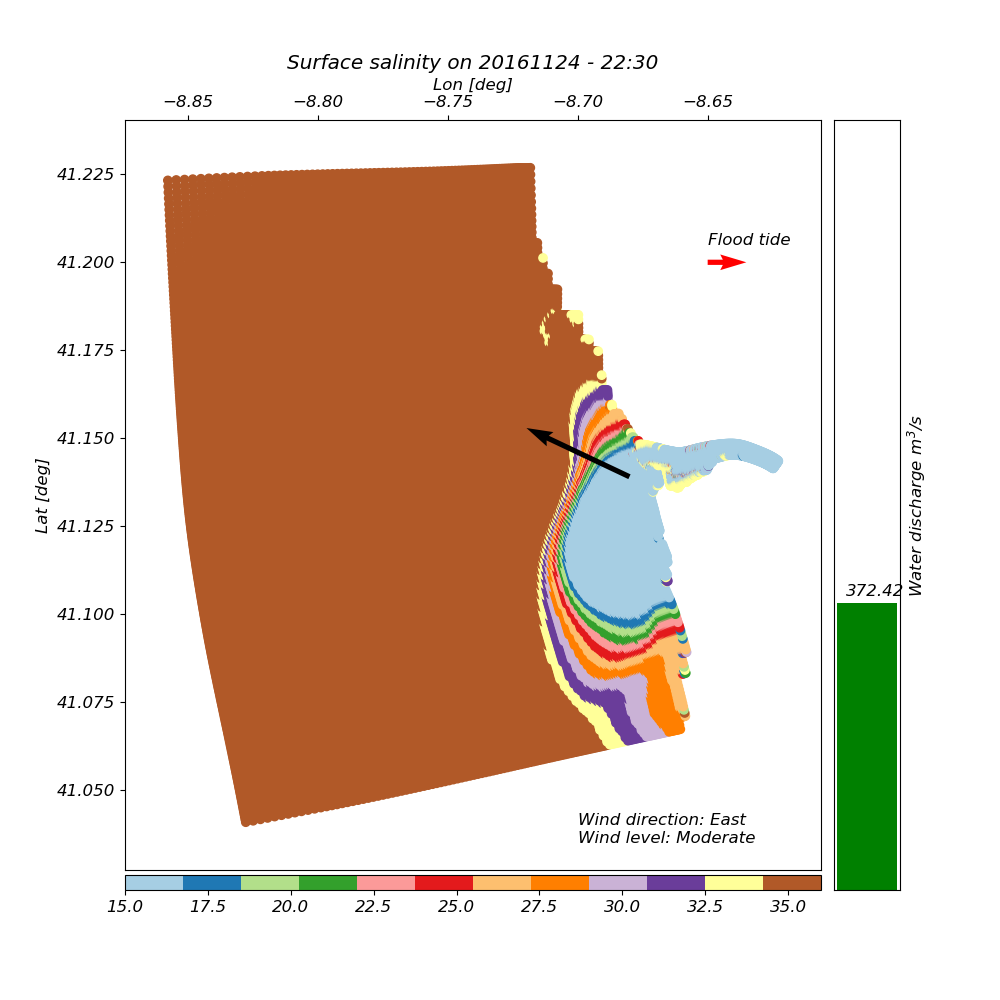 Surface salinity on 20161124 - 22:30
Lon [deg]
−8.85 −8.80 −8.75 −8.70 −8.65
41.225
41.200
41.175
41.150
41.125
41.100
41.075
41.050
Lat [deg]
Flood tide
Wind direction: East
Wind level: Moderate
372.42
Water discharge m³/s
15.0 17.5 20.0 22.5 25.0 27.5 30.0 32.5 35.0